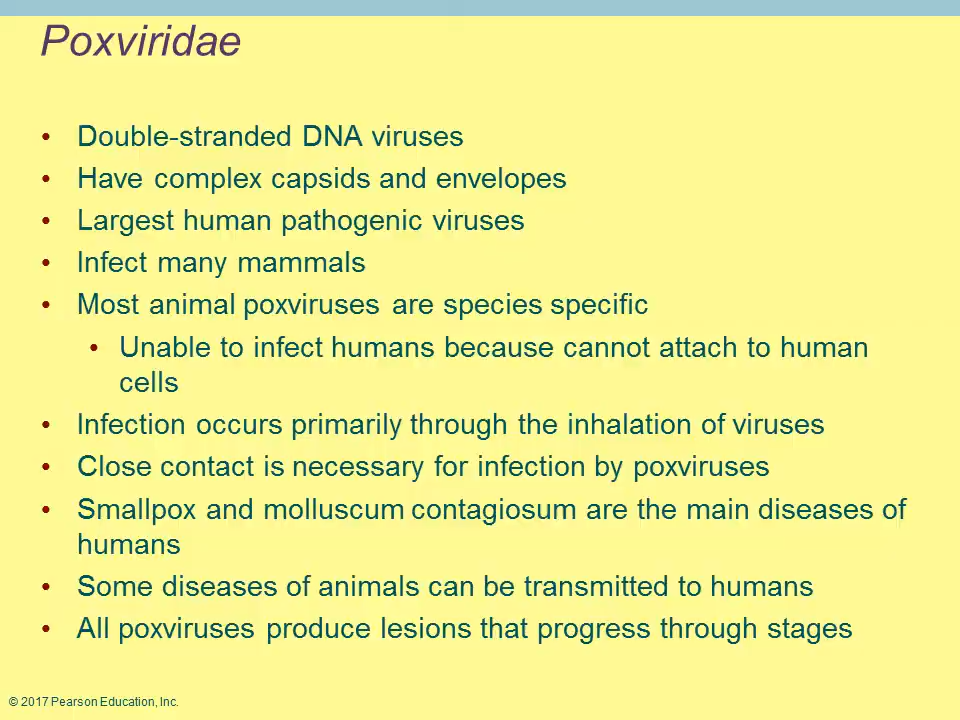 Poxviridae
• Double-stranded DNA viruses
• Have complex capsids and envelopes
• Largest human pathogenic viruses
• Infect many mammals
• Most animal poxviruses are species specific
• Unable to infect humans because cannot attach to human
cells
• Infection occurs primarily through the inhalation of viruses
• Close contact is necessary for infection by poxviruses
• Smallpox and molluscum contagiosum are the main diseases of
humans
• Some diseases of animals can be transmitted to humans
• All poxviruses produce lesions that progress through stages
© 2017 Pearson Education, Inc.